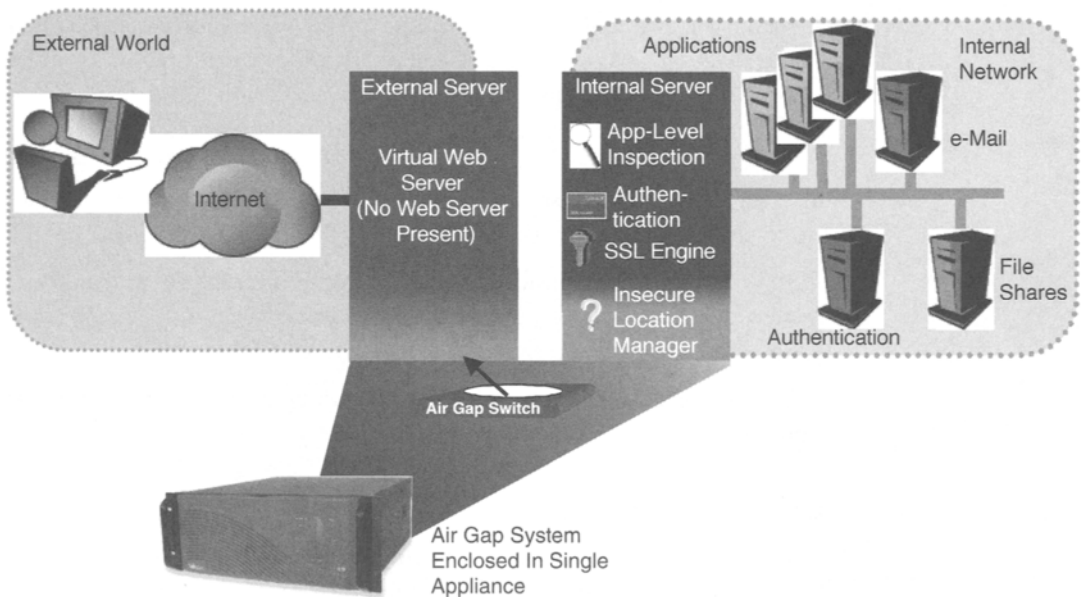 External World
Internet
External Server
Virtual Web
Server
(No Web Server
Present)
Internal Server
App-Level
Inspection
Authen-
tication
SSL Engine
Insecure
Location
Manager
?
Applications
Internal
Network
e-Mail
File
Shares
Authentication
Air Gap Switch
Air Gap System
Enclosed In Single
Appliance